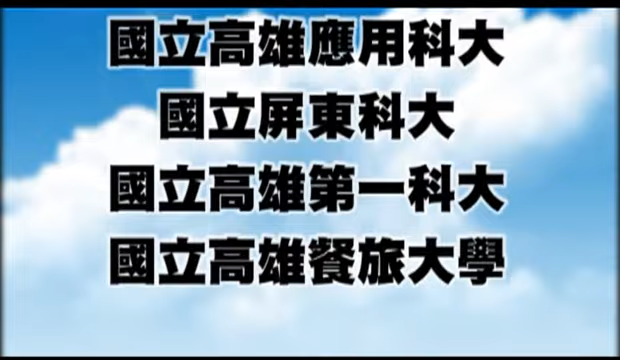 國立高雄應用科大
國立屏東科大
國立高雄第一科大
國立高雄餐旅大學